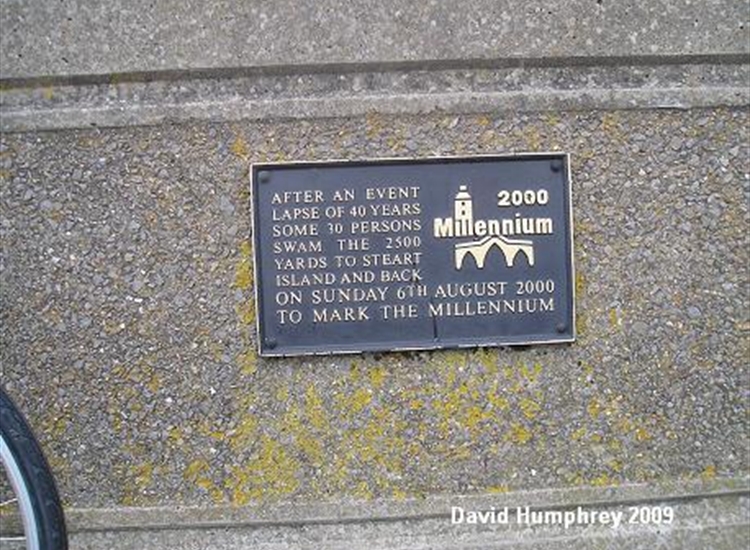 AFTER AN EVENT
LAPSE OF 40 YEARS
SOME 30 PERSONS
SWAM THE 2500
YARDS TO STEART
ISLAND AND BACK
ON SUNDAY 6TH AUGUST 2000
TO MARK THE MILLENNIUM
2000
Millennium
David Humphrey 2009